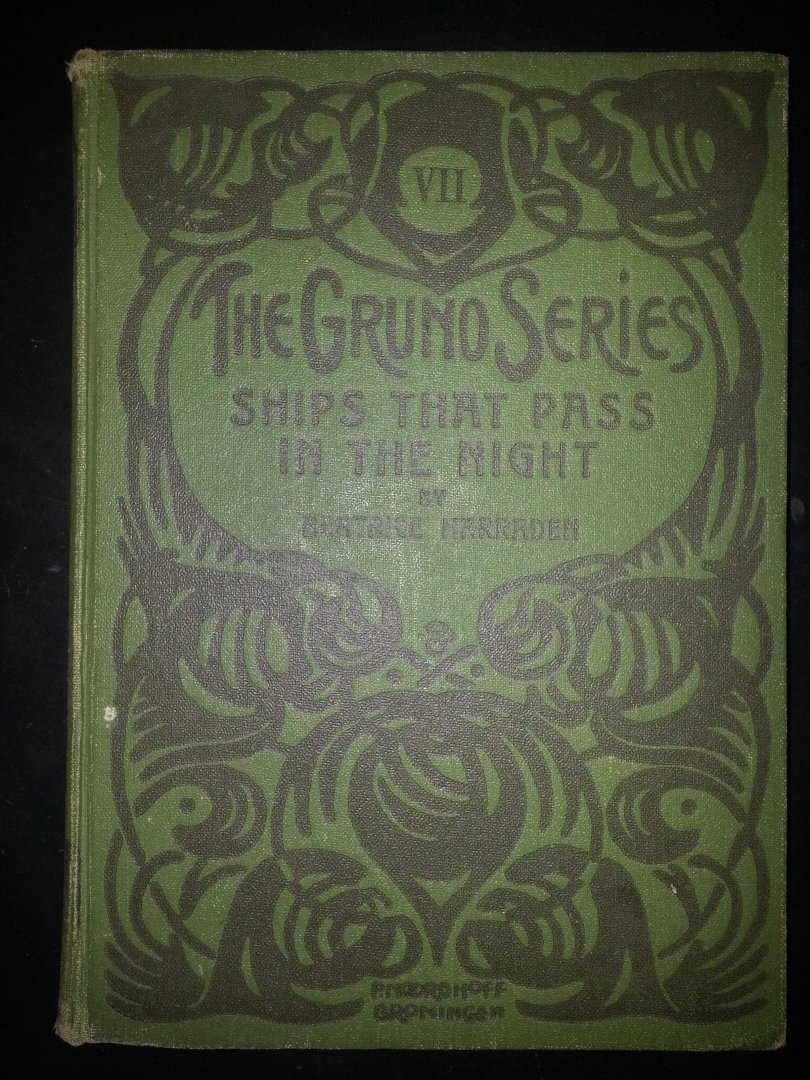 VII
THE GRUNO SERIES
SHIPS THAT PASS
IN THE NIGHT
BY
BEATRICE HARRADEN
P. NOORDHOFF
GRONINGEN